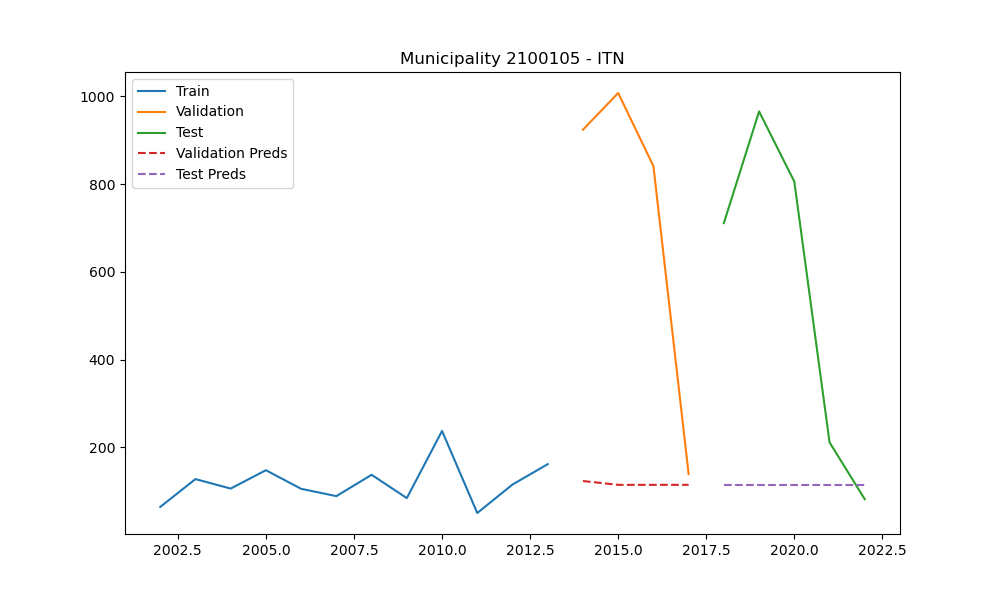 Municipality 2100105 - ITN
Train
Validation
Test
Validation Preds
Test Preds
1000
800
600
400
200
2002.5 2005.0 2007.5 2010.0 2012.5 2015.0 2017.5 2020.0 2022.5